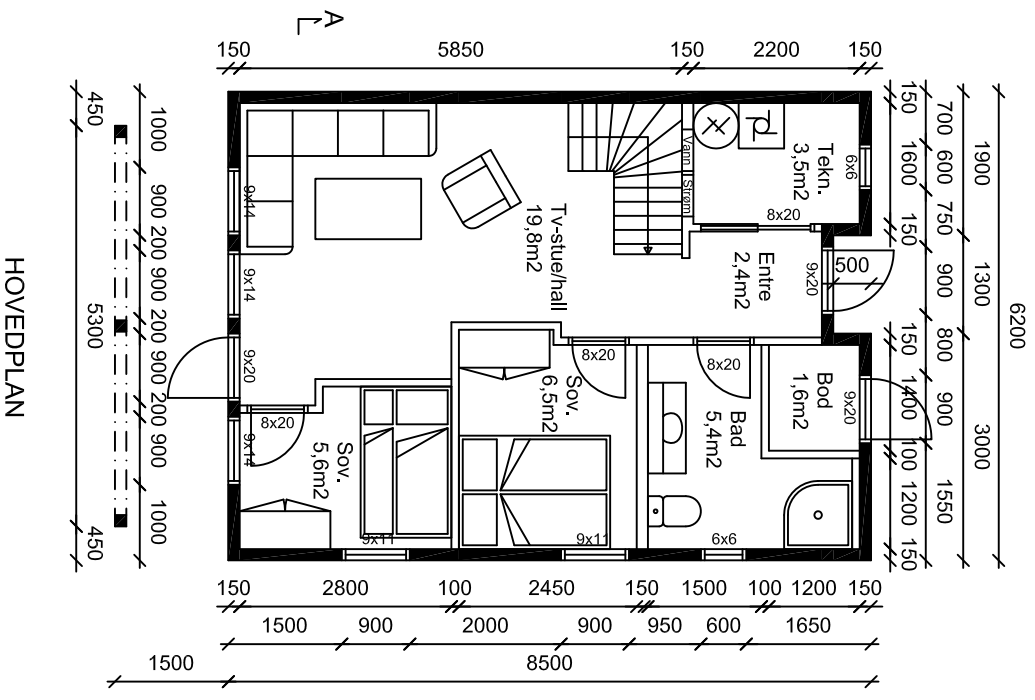 A
150 5850 150 2200 150
450
5300
450
1000
900
200
900
200
900
200
900
1000
HOVEDPLAN
9x14
9x14
9x20
9x14
Tv-stue/hall
19,8m2
Vann
Strøm
Tekn.
3,5m2
6x6
8x20
Entre
2,4m2
9x20
500
8x20
8x20
8x20
Sov.
5,6m2
9x11
Sov.
6,5m2
9x11
Bad
5,4m2
6x6
Bod
1,6m2
9x20
150
1600
150
150
1400
100
1200
150
700
600
750
900
800
900
1550
1900
1300
3000
6200
150 2800 100 2450 150 1500 100 1200 150
1500 900 2000 900 950 600 1650
1500 8500